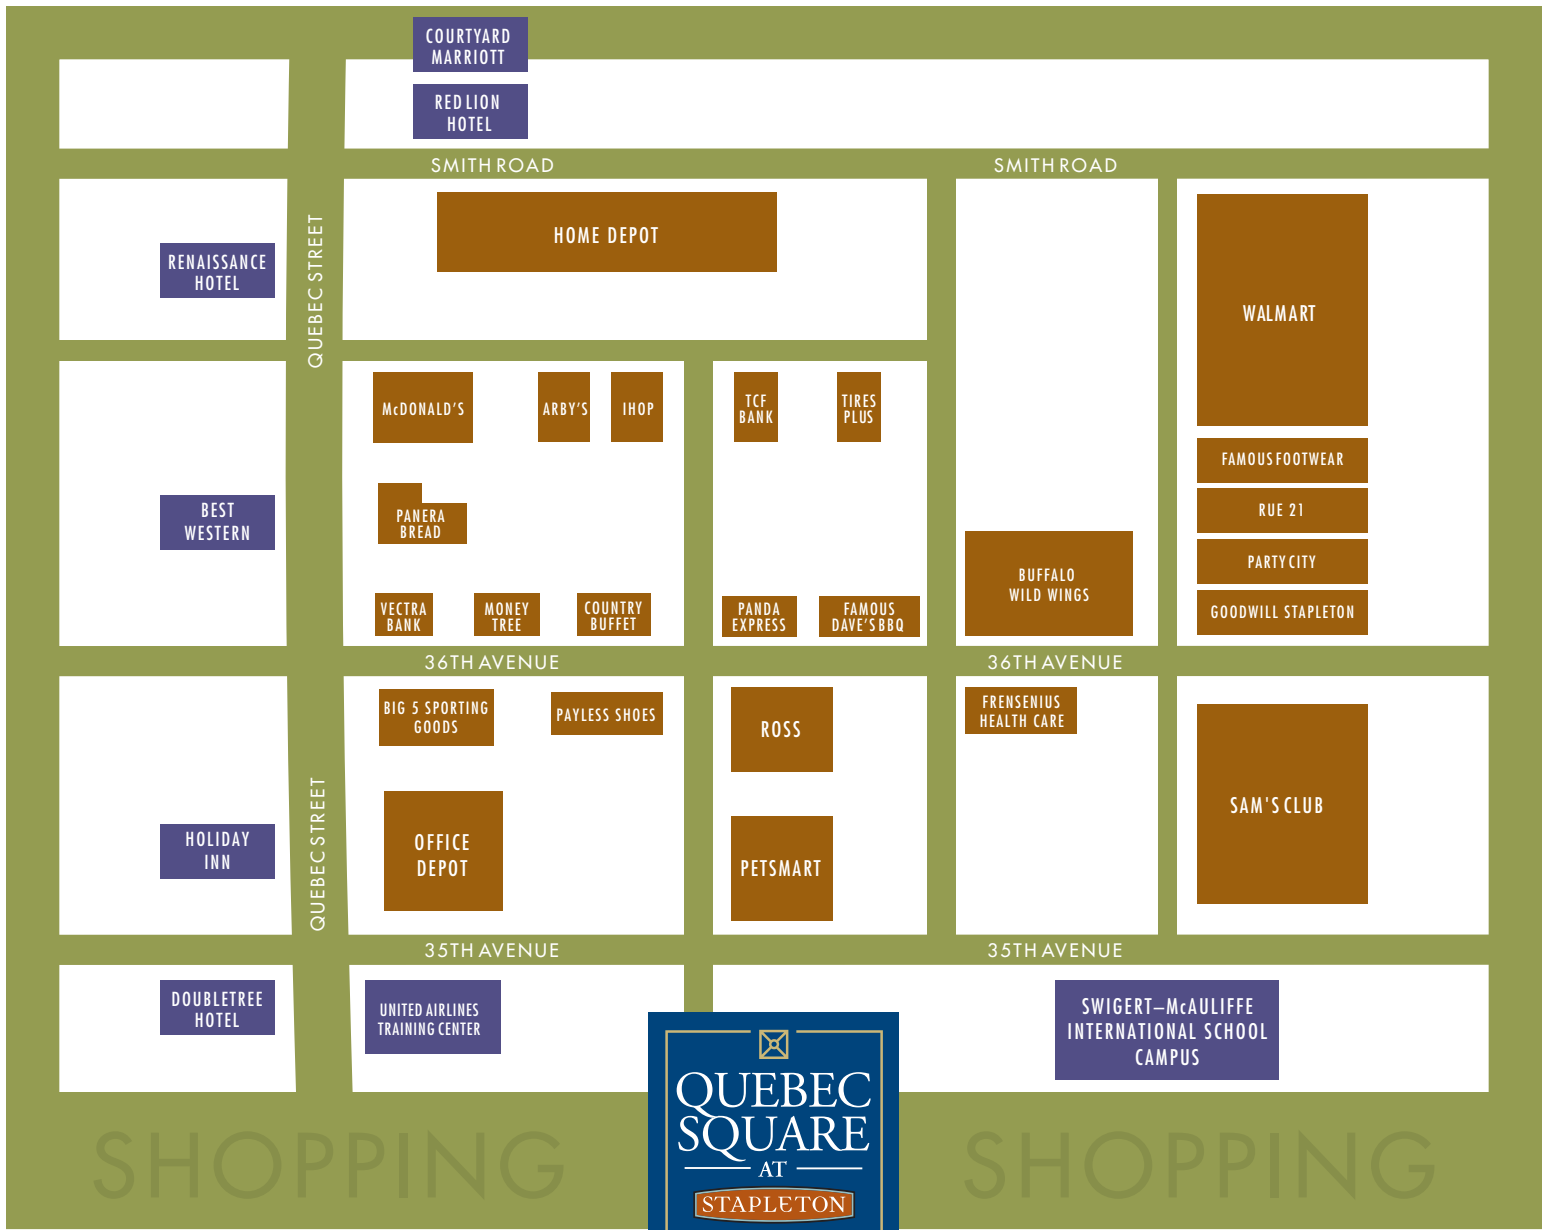 COURTYARD
MARRIOTT
RED LION
HOTEL
SMITH ROAD
SMITH ROAD
HOME DEPOT
RENAISSANCE
HOTEL
QUEBEC STREET
WALMART
McDONALD'S
ARBY'S
IHOP
TCF
BANK
TIRES
PLUS
FAMOUS FOOTWEAR
RUE 21
PARTY CITY
GOODWILL STAPLETON
BEST
WESTERN
PANERA
BREAD
BUFFALO
WILD WINGS
VECTRA
BANK
MONEY
TREE
COUNTRY
BUFFET
PANDA
EXPRESS
FAMOUS
DAVE'S BBQ
36TH AVENUE
36TH AVENUE
BIG 5 SPORTING
GOODS
PAYLESS SHOES
ROSS
FRENSENIUS
HEALTH CARE
SAM'S CLUB
HOLIDAY
INN
QUEBEC STREET
OFFICE
DEPOT
PETSMART
35TH AVENUE
35TH AVENUE
DOUBLETREE
HOTEL
UNITED AIRLINES
TRAINING CENTER
SWIGERT–McAULIFFE
INTERNATIONAL SCHOOL
CAMPUS
QUEBEC
SQUARE
AT
STAPLETON
SHOPPING
SHOPPING